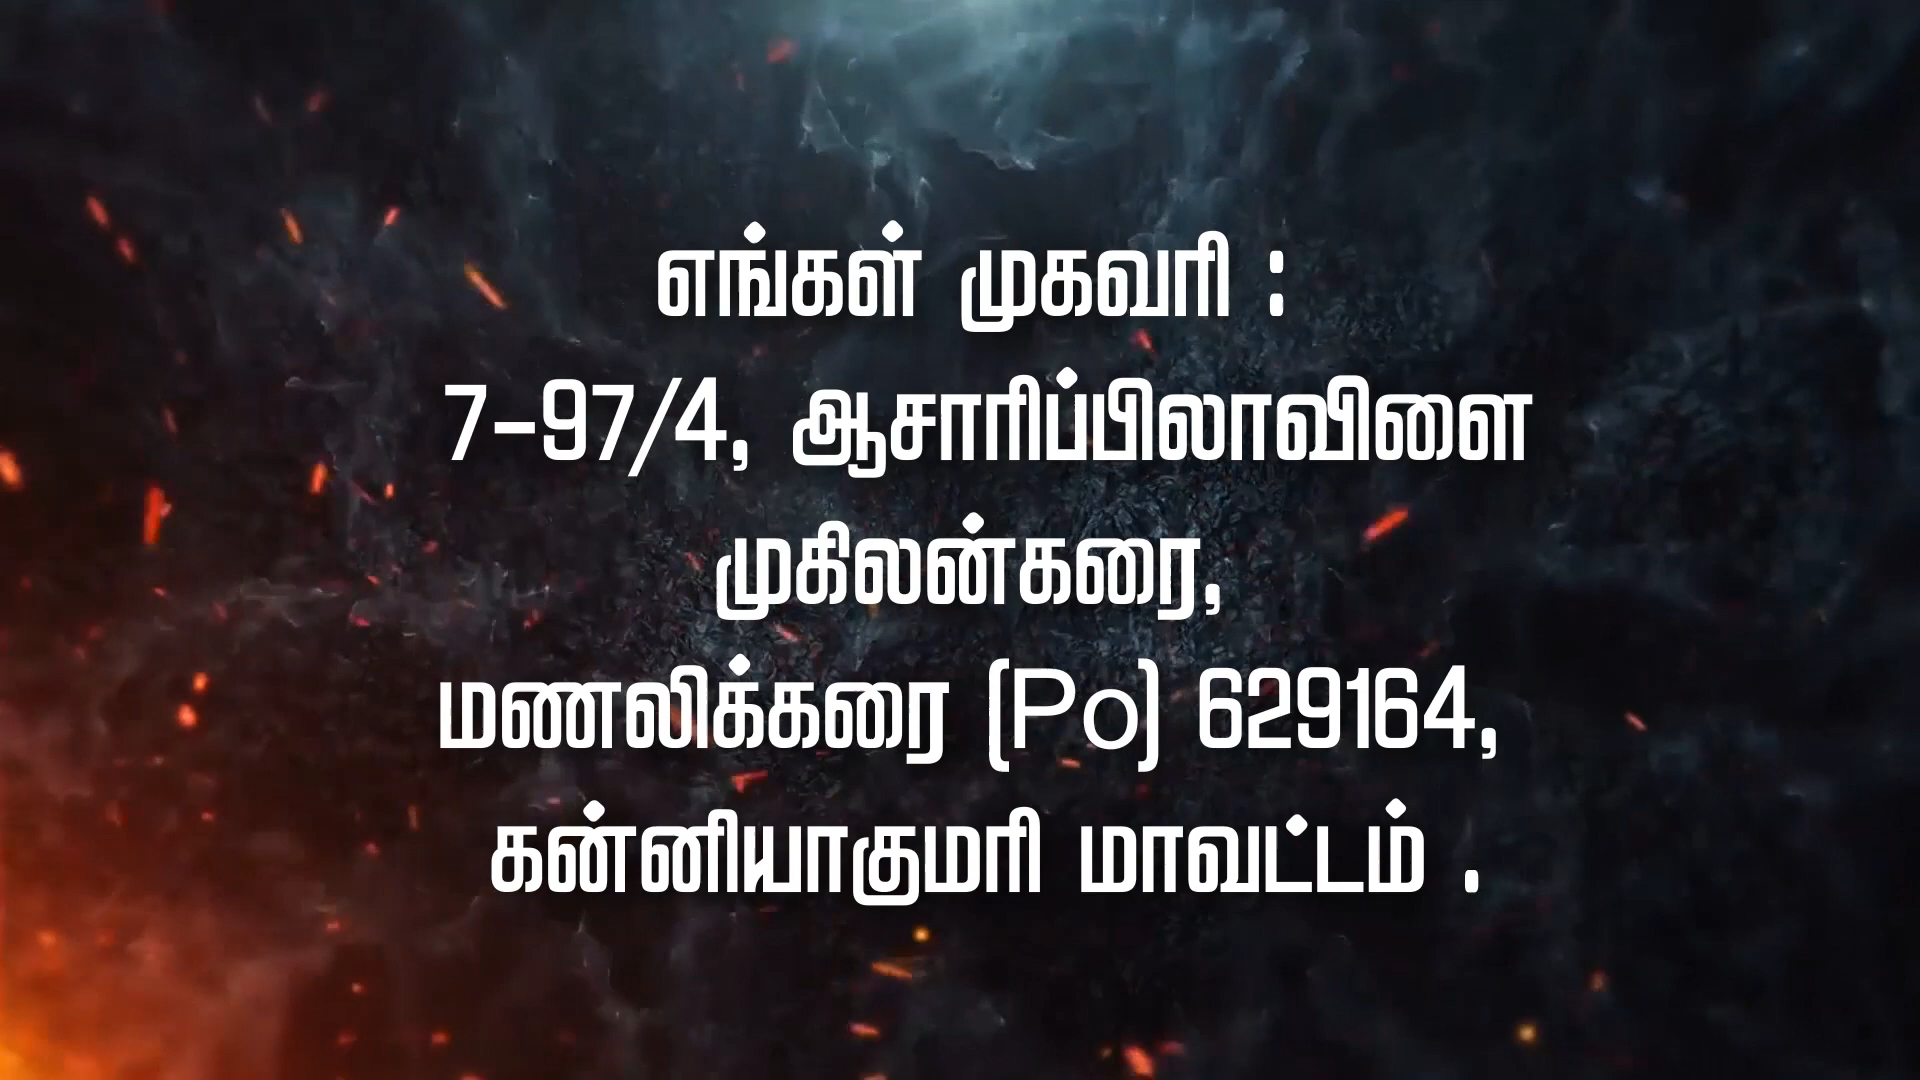 எங்கள் முகவரி :
7-97/4, ஆசாரிப்பிலாவிளை
முகிலன்கரை,
மணலிக்கரை (Po) 629164,
கன்னியாகுமரி மாவட்டம் .